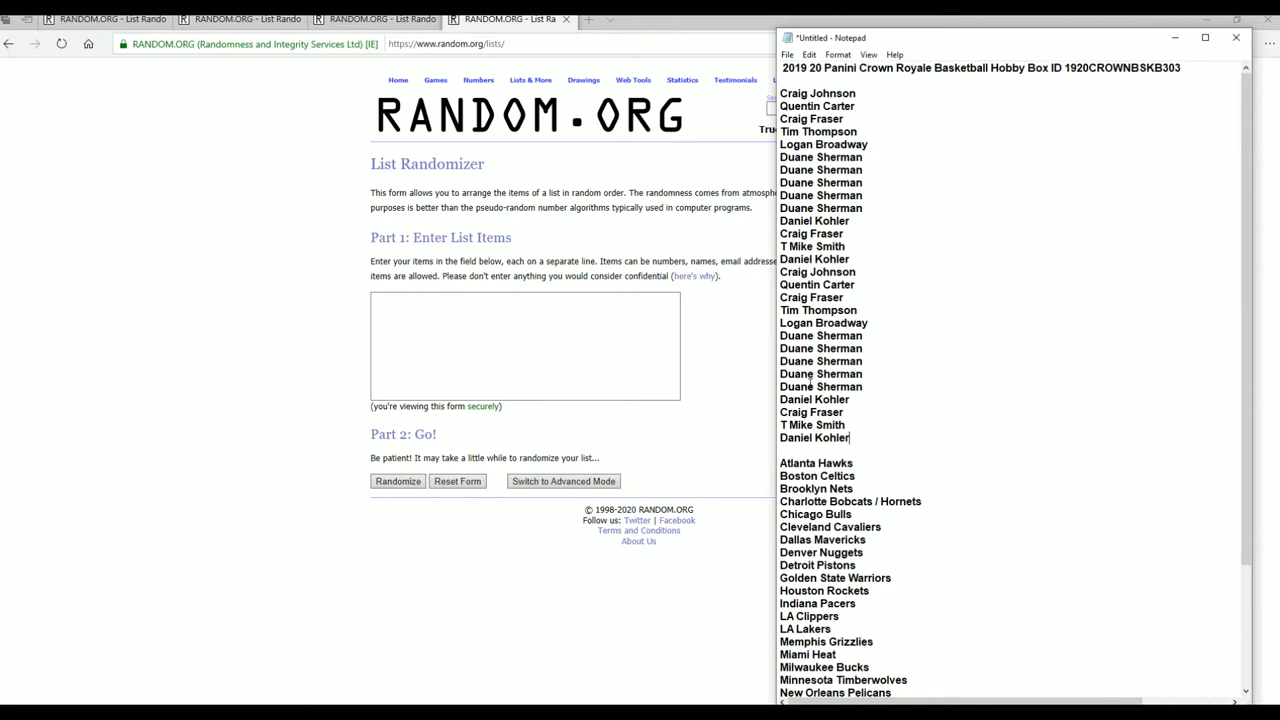 RANDOM.ORG - List Rando
RANDOM.ORG - List Rando
RANDOM.ORG - List Rando
RANDOM.ORG - List Ra
RANDOM.ORG (Randomness and Integrity Services Ltd) [IE]
https://www.random.org/lists/
Home
Games
Numbers
Lists & More
Drawings
Web Tools
Statistics
Testimonials
RANDOM.ORG
List Randomizer
This form allows you to arrange the items of a list in random order. The randomness comes from atmosphe
purposes is better than the pseudo-random number algorithms typically used in computer programs.
Part 1: Enter List Items
Enter your items in the field below, each on a separate line. Items can be numbers, names, email addresse
items are allowed. Please don't enter anything you would consider confidential (here's why).
(you're viewing this form securely)
Part 2: Go!
Be patient! It may take a little while to randomize your list...
Randomize
Reset Form
Switch to Advanced Mode
© 1998-2020 RANDOM.ORG
Follow us: Twitter | Facebook
Terms and Conditions
About Us
*Untitled - Notepad
File Edit Format View Help
2019 20 Panini Crown Royale Basketball Hobby Box ID 1920CROWNBSKB303
Craig Johnson
Quentin Carter
Craig Fraser
Tim Thompson
Logan Broadway
Duane Sherman
Duane Sherman
Duane Sherman
Duane Sherman
Duane Sherman
Daniel Kohler
Craig Fraser
T Mike Smith
Daniel Kohler
Craig Johnson
Quentin Carter
Craig Fraser
Tim Thompson
Logan Broadway
Duane Sherman
Duane Sherman
Duane Sherman
Duane Sherman
Duane Sherman
Daniel Kohler
Craig Fraser
T Mike Smith
Daniel Kohler
Atlanta Hawks
Boston Celtics
Brooklyn Nets
Charlotte Bobcats / Hornets
Chicago Bulls
Cleveland Cavaliers
Dallas Mavericks
Denver Nuggets
Detroit Pistons
Golden State Warriors
Houston Rockets
Indiana Pacers
LA Clippers
LA Lakers
Memphis Grizzlies
Miami Heat
Milwaukee Bucks
Minnesota Timberwolves
New Orleans Pelicans